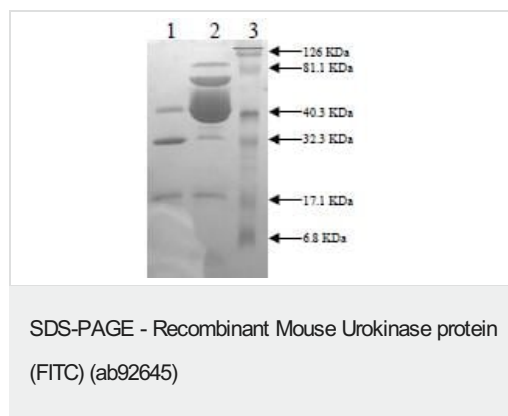 1 2 3
126 KDa
81.1 KDa
40.3 KDa
32.3 KDa
17.1 KDa
6.8 KDa
SDS-PAGE - Recombinant Mouse Urokinase protein
(FITC) (ab92645)